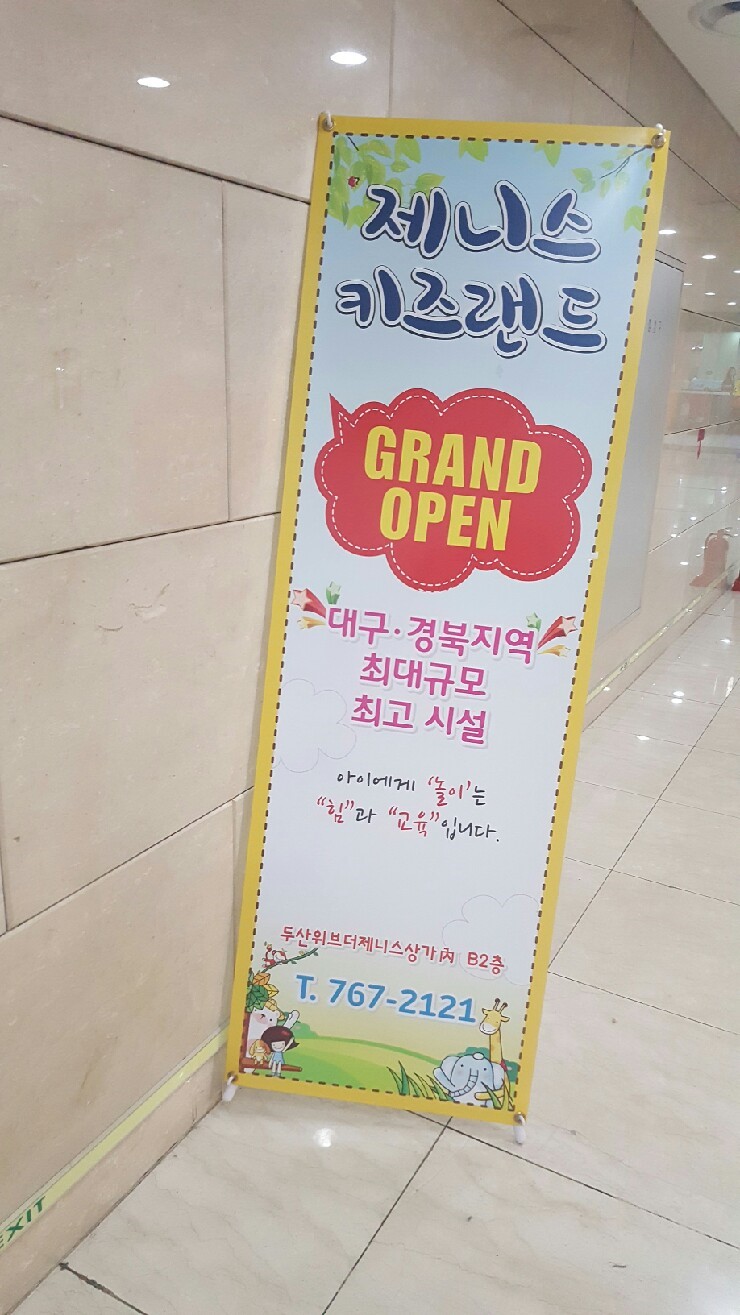 제니스
키즈랜드
GRAND
OPEN
대구·경북지역
최대규모
최고 시설
아이에게 '놀이'는
"힘"과 "교육"입니다.
두산위브더제니스상가內 B2층
T. 767-2121
EXIT